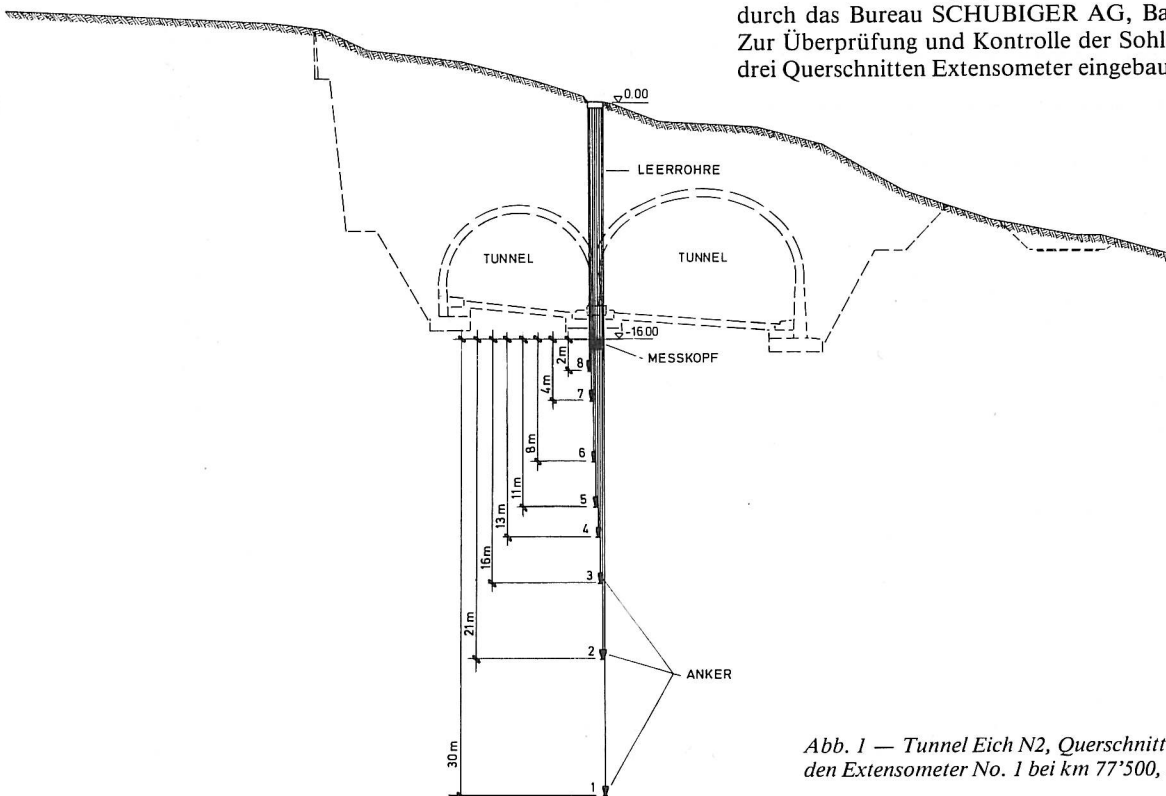 durch das Bureau SCHUBIGER AG, Ba
Zur Überprüfung und Kontrolle der Sohl
drei Querschnitten Extensometer eingebau
0.00
LEERROHRE
TUNNEL
TUNNEL
-16.00
MESSKOPF
2m
8
4m
7
8m
6
11m
5
13m
4
16m
3
21m
2
ANKER
30m
1
Abb. 1 — Tunnel Eich N2, Querschnitt
den Extensometer No. 1 bei km 77'500,